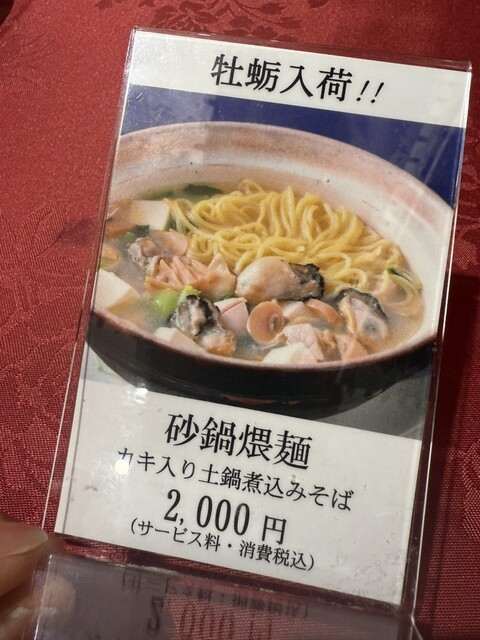 牡蛎入荷!!
砂鍋煨麺
カキ入り土鍋煮込みそば
2,000円
(サービス料・消費税込)